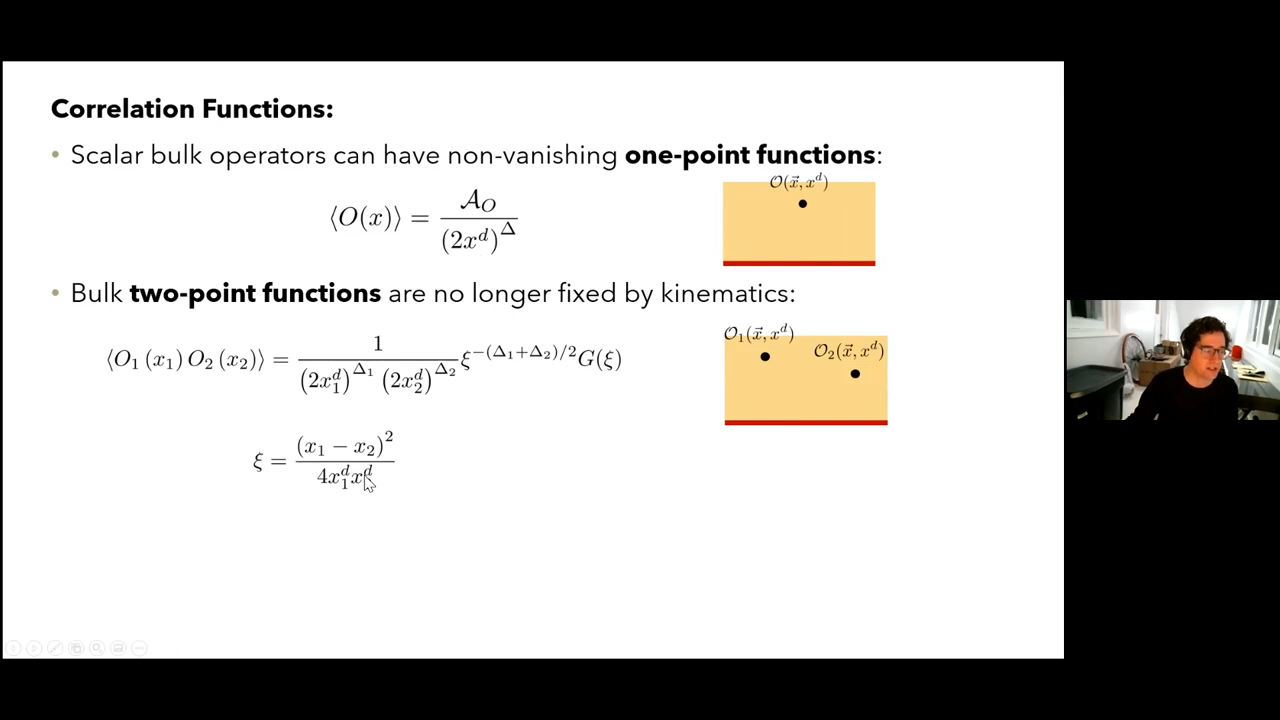 Correlation Functions:
• Scalar bulk operators can have non-vanishing one-point functions:
𝒪(x⃗, x^d)
⟨O(x)⟩ = 𝒜_O / (2x^d)^Δ
• Bulk two-point functions are no longer fixed by kinematics:
𝒪₁(x⃗, x^d)
𝒪₂(x⃗, x^d)
⟨O₁(x₁) O₂(x₂)⟩ = 1 / ((2x₁^d)^{Δ₁} (2x₂^d)^{Δ₂}) ξ^{−(Δ₁+Δ₂)/2} G(ξ)
ξ = (x₁ − x₂)² / (4x₁^d x^d)